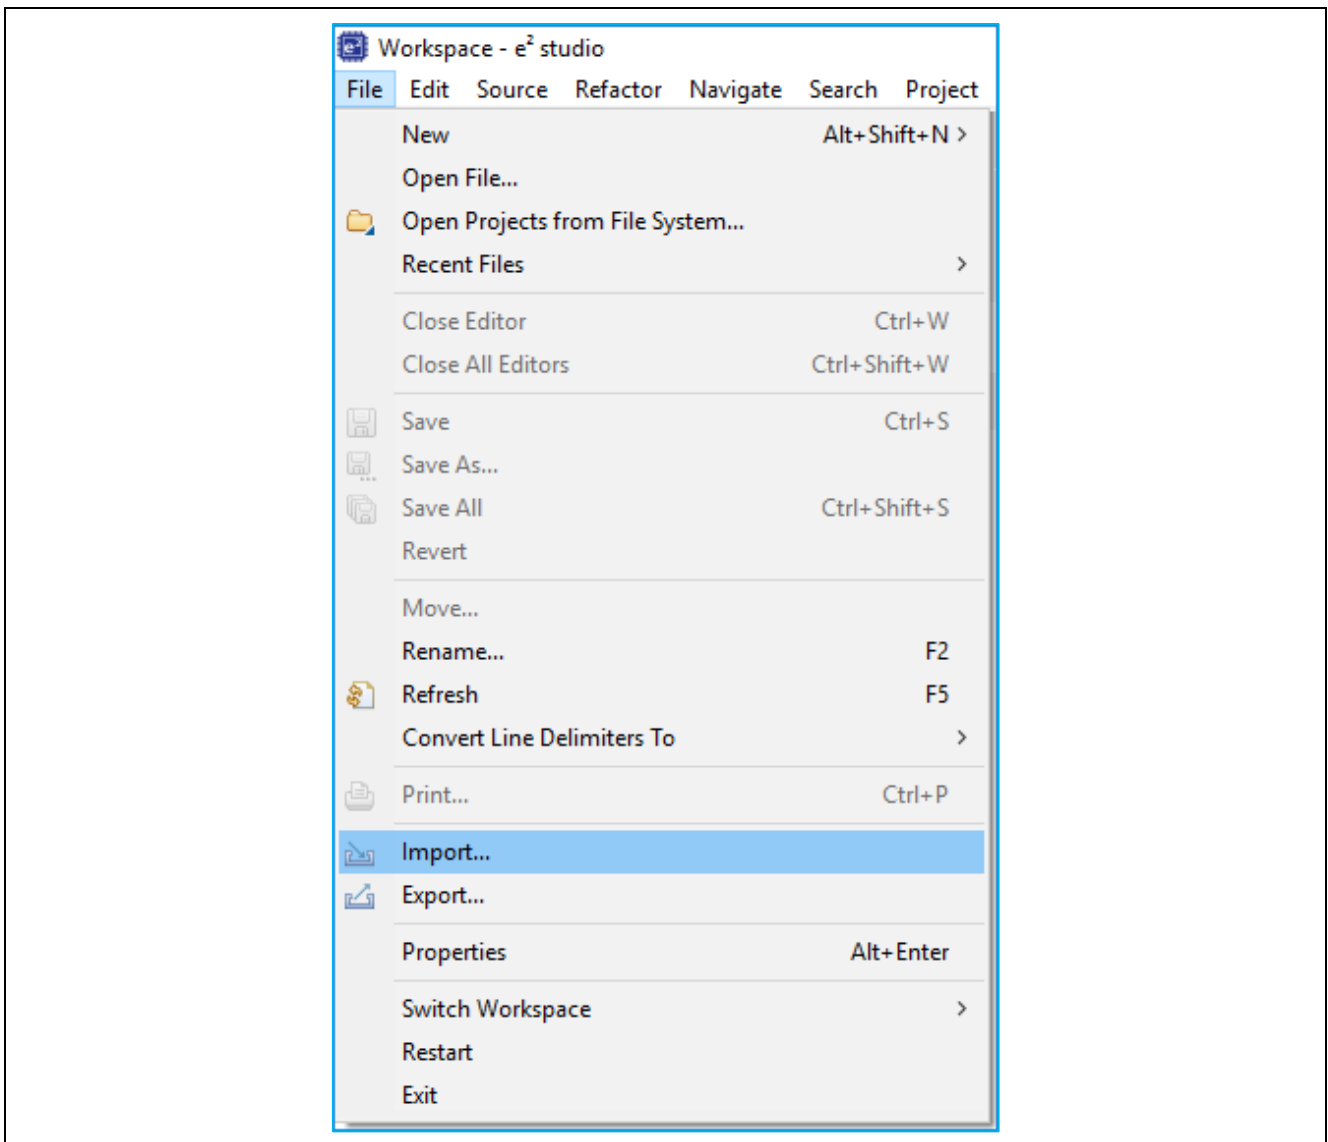 Workspace - e² studio
File Edit Source Refactor Navigate Search Project
New Alt+Shift+N >
Open File...
Open Projects from File System...
Recent Files >
Close Editor Ctrl+W
Close All Editors Ctrl+Shift+W
Save Ctrl+S
Save As...
Save All Ctrl+Shift+S
Revert
Move...
Rename... F2
Refresh F5
Convert Line Delimiters To >
Print... Ctrl+P
Import...
Export...
Properties Alt+Enter
Switch Workspace >
Restart
Exit